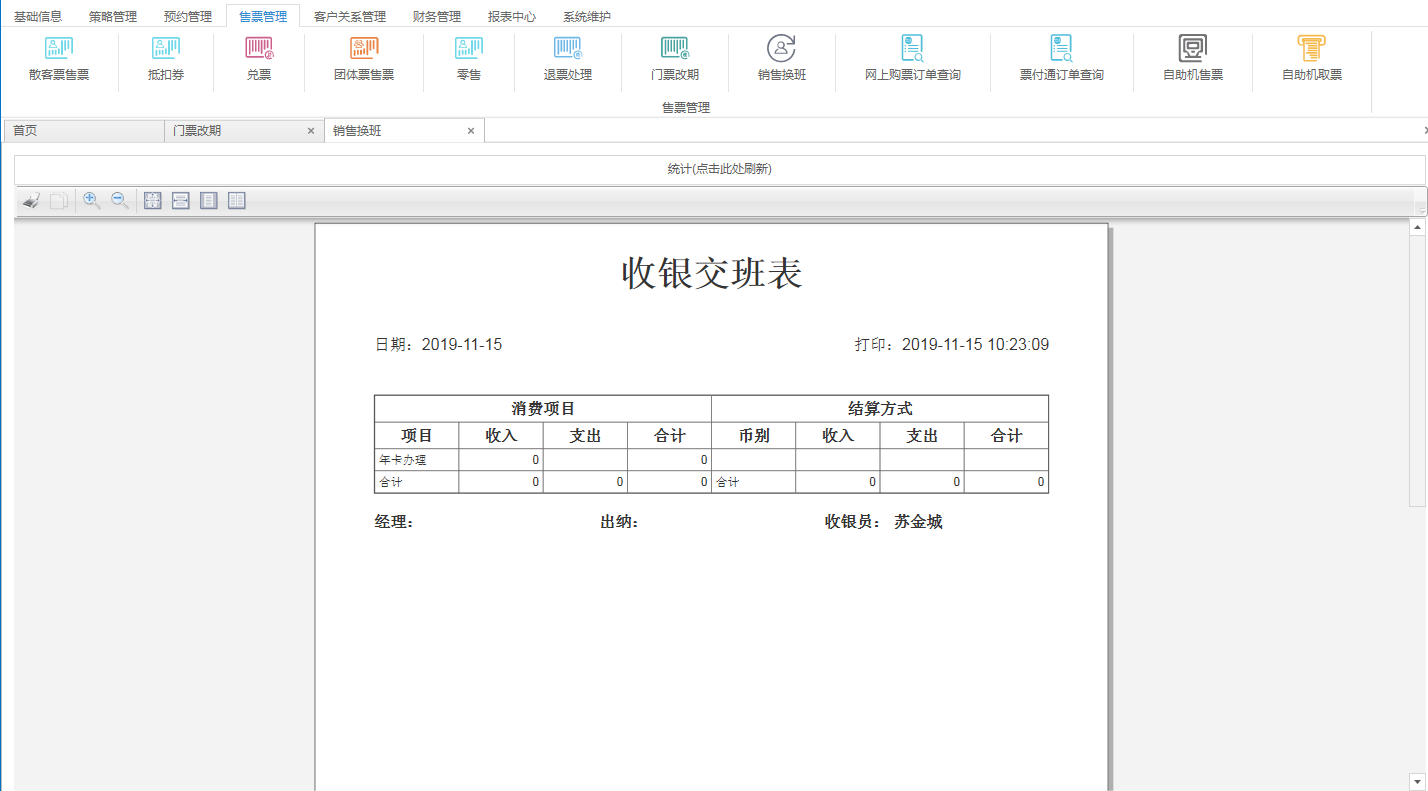 基础信息 策略管理 预约管理 售票管理 客户关系管理 财务管理 报表中心 系统维护
散客票售票 抵扣券 兑票 团体票售票 零售 退票处理 门票改期 销售换班 网上购票订单查询 票付通订单查询 自助机售票 自助机取票
售票管理
首页 门票改期 × 销售换班 ×
统计(点击此处刷新)
收银交班表
日期：2019-11-15 打印：2019-11-15 10:23:09
消费项目 结算方式
项目 收入 支出 合计 币别 收入 支出 合计
年卡办理 0 0
合计 0 0 0 合计 0 0 0
经理： 出纳： 收银员： 苏金城